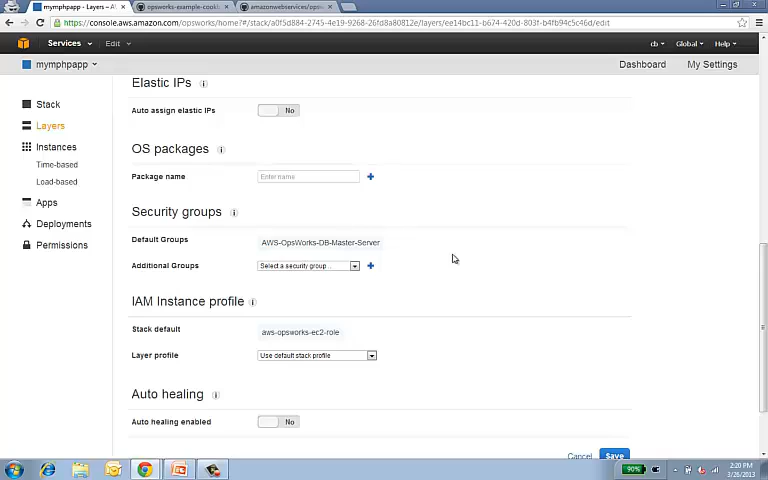 mymphpapp – Layers – A
opsworks-example-cookb
amazonwebservices/opsw
https://console.aws.amazon.com/opsworks/home?#/stack/a0f5d884-2745-4e19-9268-26fd8a80812e/layers/ee14bc11-b674-420d-803f-b4fb94c5c46d/edit
Services
Edit
cb
Global
Help
mymphpapp
Dashboard
My Settings
Stack
Layers
Instances
Time-based
Load-based
Apps
Deployments
Permissions
Elastic IPs
Auto assign elastic IPs
No
OS packages
Package name
Enter name
Security groups
Default Groups
AWS-OpsWorks-DB-Master-Server
Additional Groups
Select a security group...
IAM Instance profile
Stack default
aws-opsworks-ec2-role
Layer profile
Use default stack profile
Auto healing
Auto healing enabled
No
Cancel
Save
90%
2:20 PM
3/26/2013